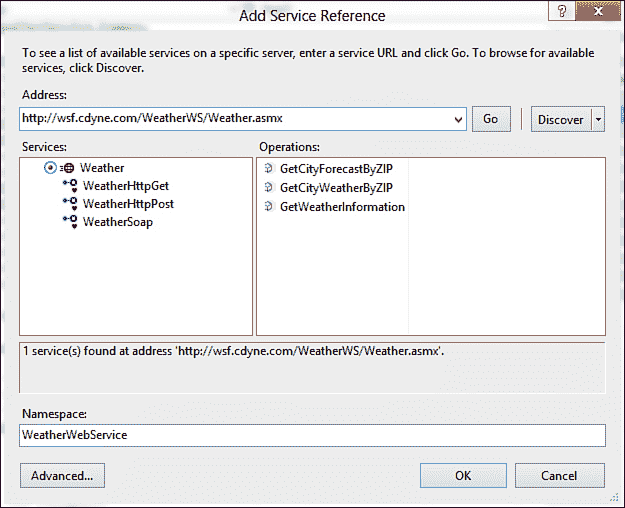 Add Service Reference
?
To see a list of available services on a specific server, enter a service URL and click Go. To browse for available
services, click Discover.
Address:
http://wsf.cdyne.com/WeatherWS/Weather.asmx
Go
Discover
Services:
Operations:
Weather
WeatherHttpGet
WeatherHttpPost
WeatherSoap
GetCityForecastByZIP
GetCityWeatherByZIP
GetWeatherInformation
1 service(s) found at address 'http://wsf.cdyne.com/WeatherWS/Weather.asmx'.
Namespace:
WeatherWebService
Advanced...
OK
Cancel